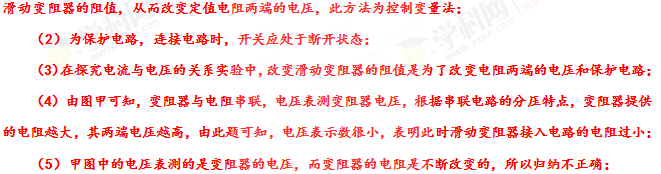 滑动变阻器的阻值，从而改变定值电阻两端的电压，此方法为控制变量法；
（2）为保护电路，连接电路时，开关应处于断开状态；
（3）在探究电流与电压的关系实验中，改变滑动变阻器的阻值是为了改变电阻两端的电压和保护电路；
（4）由图甲可知，变阻器与电阻串联，电压表测变阻器电压，根据串联电路的分压特点，变阻器提供
的电阻越大，其两端电压越高，由此题可知，电压表示数很小，表明此时滑动变阻器接入电路的电阻过小；
（5）甲图中的电压表测的是变阻器的电压，而变阻器的电阻是不断改变的，所以归纳不正确；